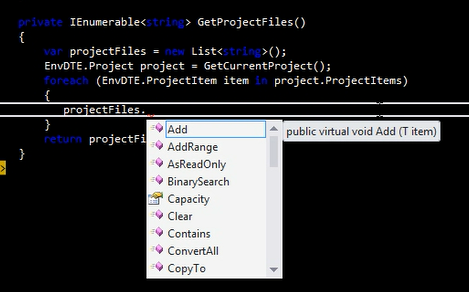 private IEnumerable<string> GetProjectFiles()
{
var projectFiles = new List<string>();
EnvDTE.Project project = GetCurrentProject();
foreach (EnvDTE.ProjectItem item in project.ProjectItems)
{
projectFiles.
}
return projectFi
}
>
Add
AddRange
AsReadOnly
BinarySearch
Capacity
Clear
Contains
ConvertAll
CopyTo
public virtual void Add (T item)